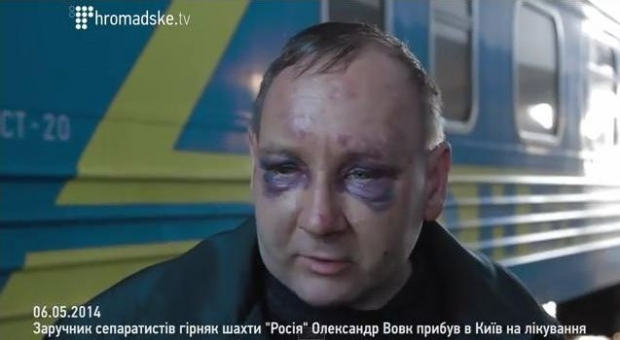 hromadske.tv
СТ-20
06.05.2014
Заручник сепаратистів гірняк шахти "Росія" Олександр Вовк прибув в Київ на лікування